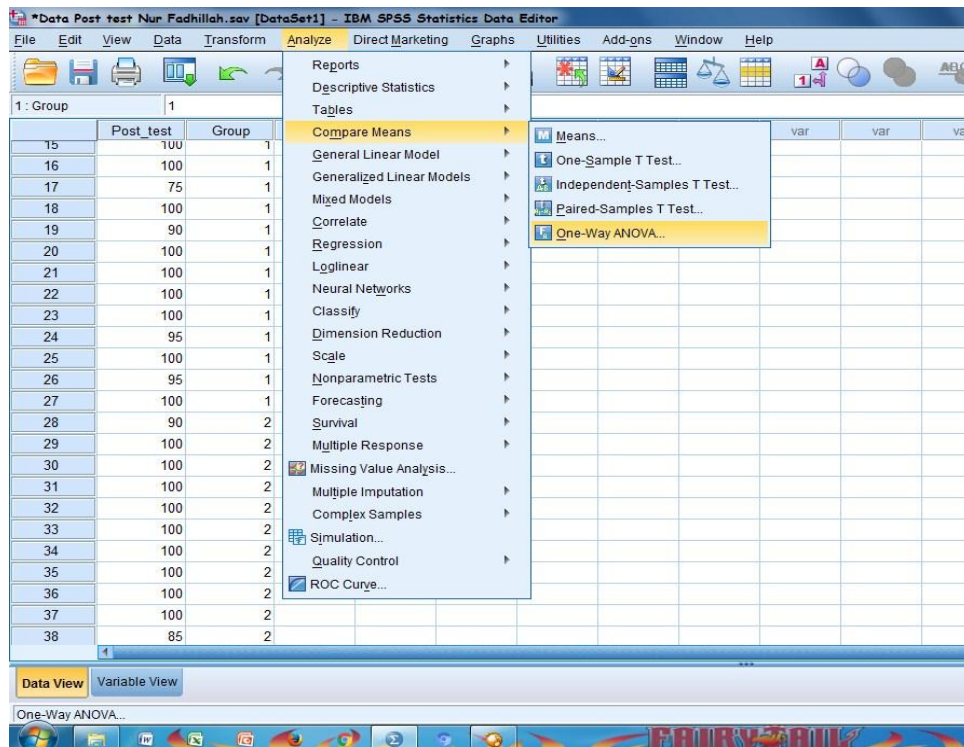 *Data Post test Nur Fadhillah.sav [DataSet1] - IBM SPSS Statistics Data Editor
File Edit View Data Transform Analyze Direct Marketing Graphs Utilities Add-ons Window Help
1 : Group 1
Post_test Group var var
15 100 1
16 100 1
17 75 1
18 100 1
19 90 1
20 100 1
21 100 1
22 100 1
23 100 1
24 95 1
25 100 1
26 95 1
27 100 1
28 90 2
29 100 2
30 100 2
31 100 2
32 100 2
33 100 2
34 100 2
35 100 2
36 100 2
37 100 2
38 85 2
Reports
Descriptive Statistics
Tables
Compare Means
General Linear Model
Generalized Linear Models
Mixed Models
Correlate
Regression
Loglinear
Neural Networks
Classify
Dimension Reduction
Scale
Nonparametric Tests
Forecasting
Survival
Multiple Response
Missing Value Analysis...
Multiple Imputation
Complex Samples
Simulation...
Quality Control
ROC Curve...
Means...
One-Sample T Test...
Independent-Samples T Test...
Paired-Samples T Test...
One-Way ANOVA...
Data View Variable View
One-Way ANOVA...
FAIRY TAIL